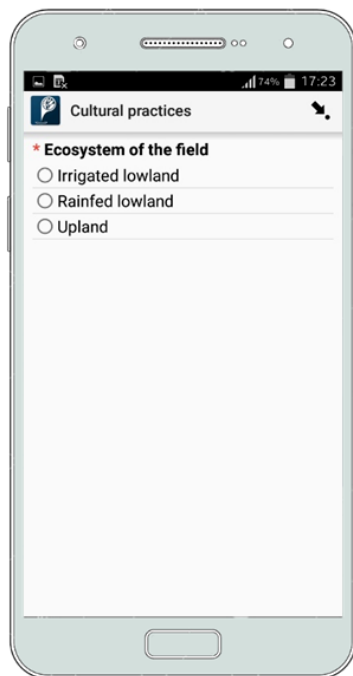 74% 17:23
Cultural practices
* Ecosystem of the field
Irrigated lowland
Rainfed lowland
Upland